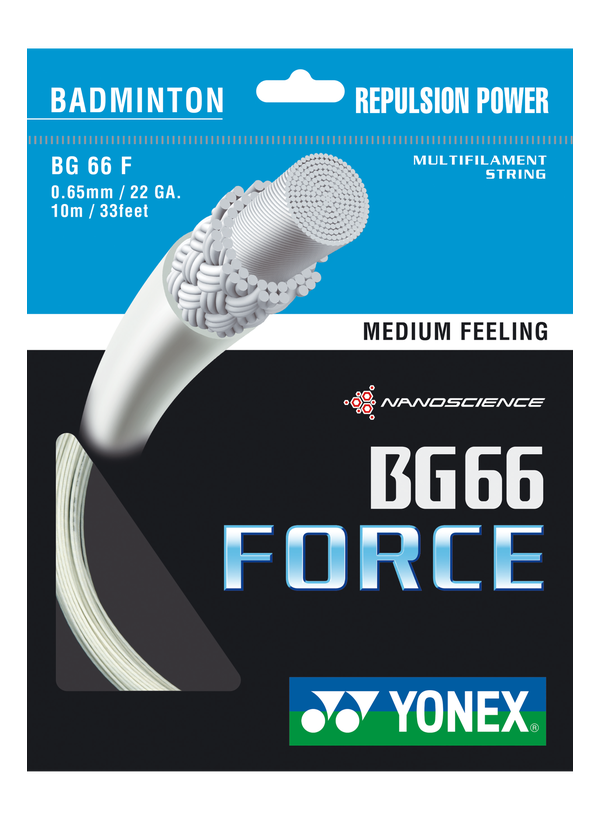 BADMINTON
REPULSION POWER
BG 66 F
0.65mm / 22 GA.
10m / 33feet
MULTIFILAMENT
STRING
MEDIUM FEELING
NANOSCIENCE
BG66
FORCE
YONEX®